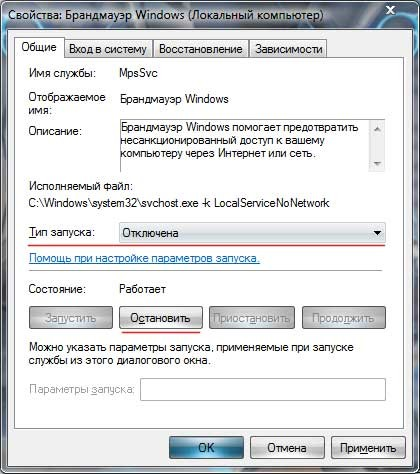 Свойства: Брандмауэр Windows (Локальный компьютер)
Общие Вход в систему Восстановление Зависимости
Имя службы: MpsSvc
Отображаемое имя: Брандмауэр Windows
Описание: Брандмауэр Windows помогает предотвратить
несанкционированный доступ к вашему
компьютеру через Интернет или сеть.
Исполняемый файл:
C:\Windows\system32\svchost.exe -k LocalServiceNoNetwork
Тип запуска: Отключена
Помощь при настройке параметров запуска.
Состояние: Работает
Запустить Остановить Приостановить Продолжить
Можно указать параметры запуска, применяемые при запуске
службы из этого диалогового окна.
Параметры запуска:
OK Отмена Применить